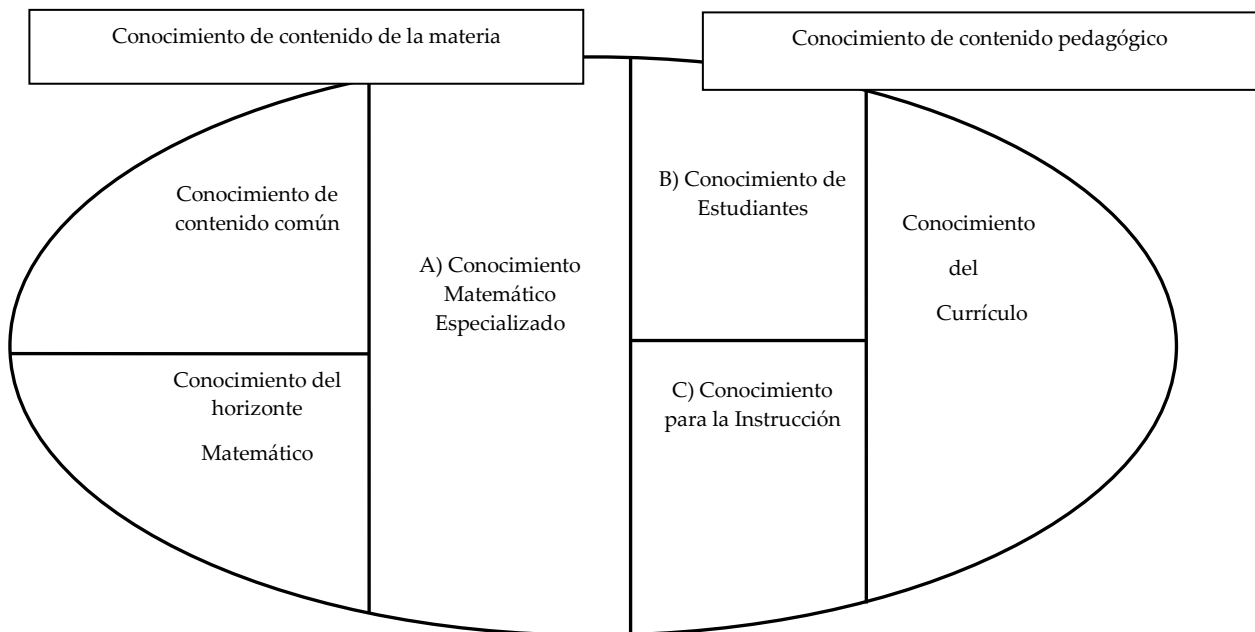 Conocimiento de contenido de la materia
Conocimiento de contenido pedagógico
Conocimiento de
contenido común
Conocimiento del
horizonte
Matemático
A) Conocimiento
Matemático
Especializado
B) Conocimiento de
Estudiantes
C) Conocimiento
para la Instrucción
Conocimiento
del
Currículo